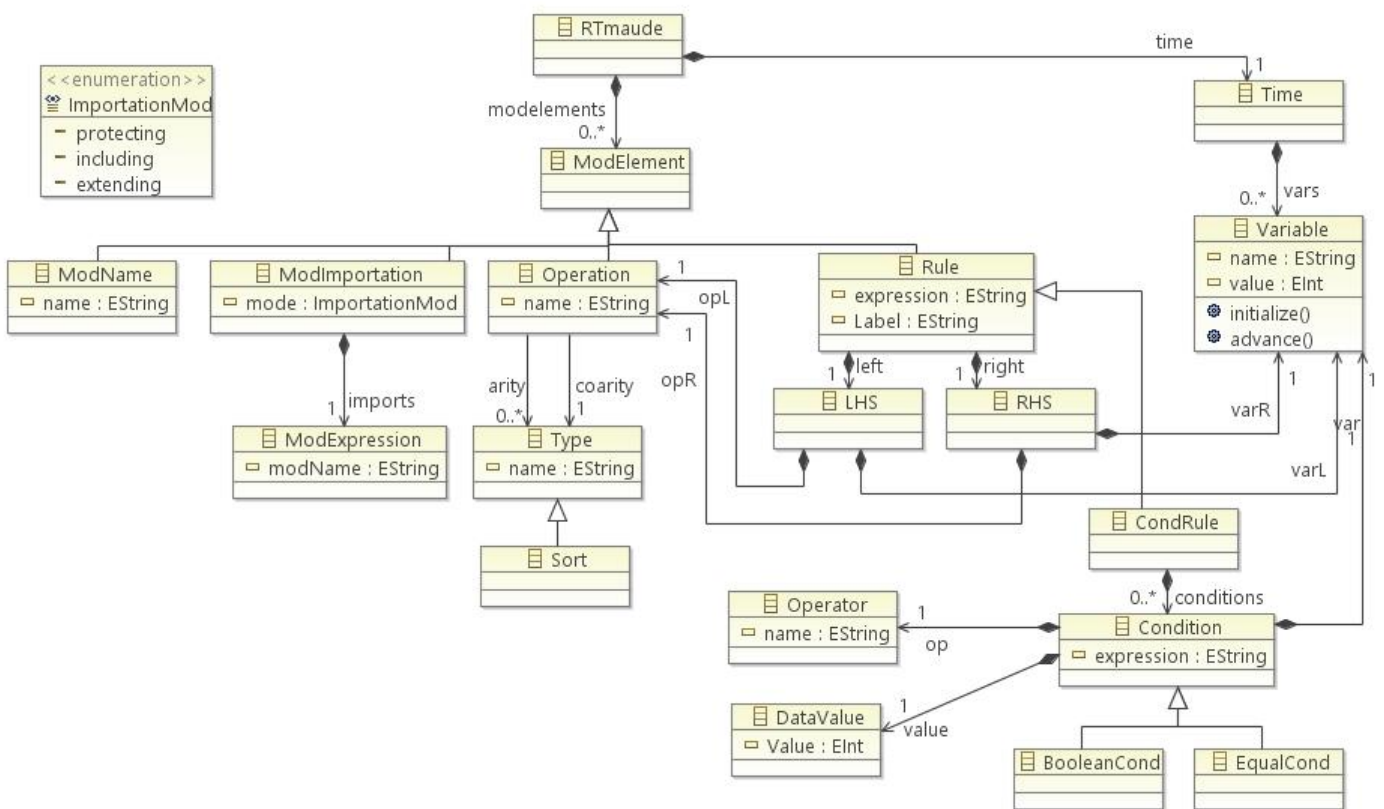 RTmaude
time
1
<<enumeration>>
ImportationMod
protecting
including
extending
modelements
0..*
Time
ModElement
vars
0..*
Variable
name : EString
value : EInt
initialize()
advance()
ModName
name : EString
ModImportation
mode : ImportationMod
Operation
name : EString
1
opL
1
opR
Rule
expression : EString
Label : EString
left
1
right
1
LHS
RHS
varR
1
varL
1
var
1
arity
0..*
coarity
1
imports
1
ModExpression
modName : EString
Type
name : EString
Sort
CondRule
0..*
conditions
Operator
name : EString
1
op
Condition
expression : EString
DataValue
Value : EInt
1
value
BooleanCond
EqualCond